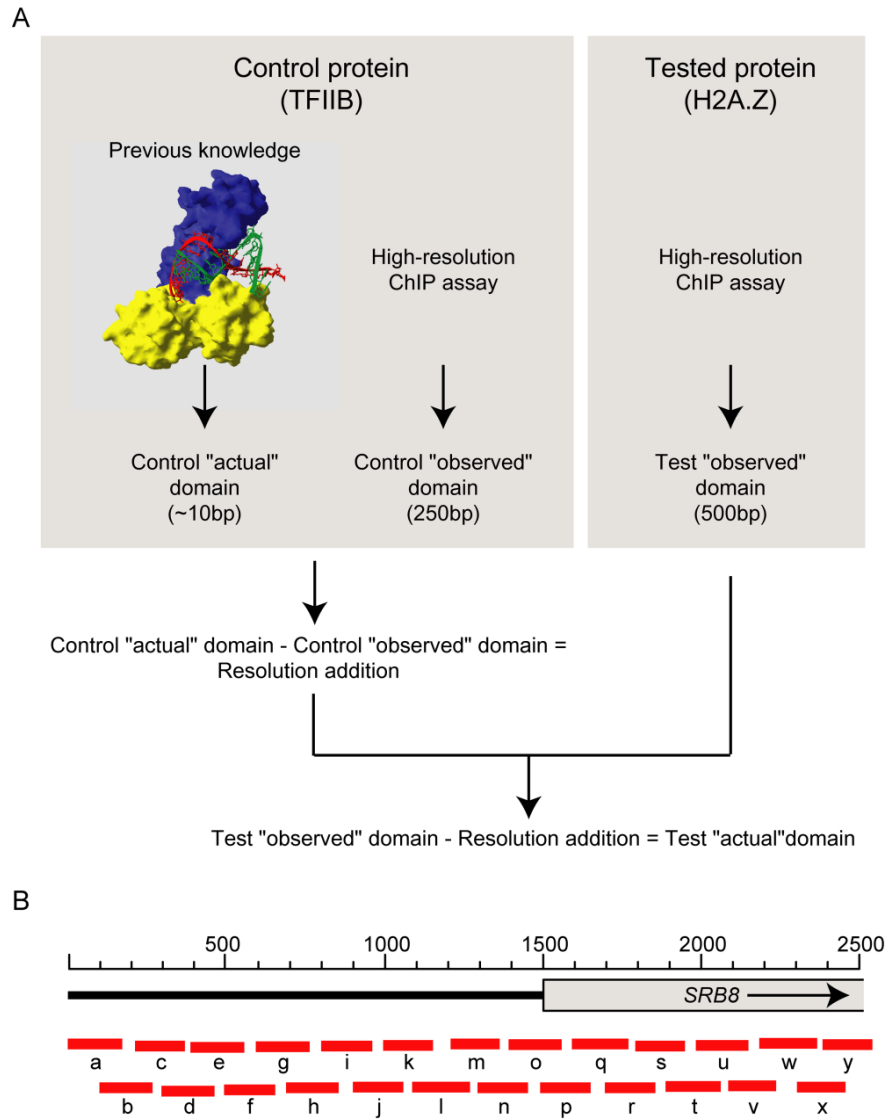 A
Control protein
(TFIIB)
Tested protein
(H2A.Z)
Previous knowledge
High-resolution
ChIP assay
High-resolution
ChIP assay
Control "actual"
domain
(~10bp)
Control "observed"
domain
(250bp)
Test "observed"
domain
(500bp)
Control "actual" domain - Control "observed" domain =
Resolution addition
Test "observed" domain - Resolution addition = Test "actual"domain
B
500 1000 1500 2000 2500
SRB8
a c e g i k m o q s u w y
b d f h j l n p r t v x